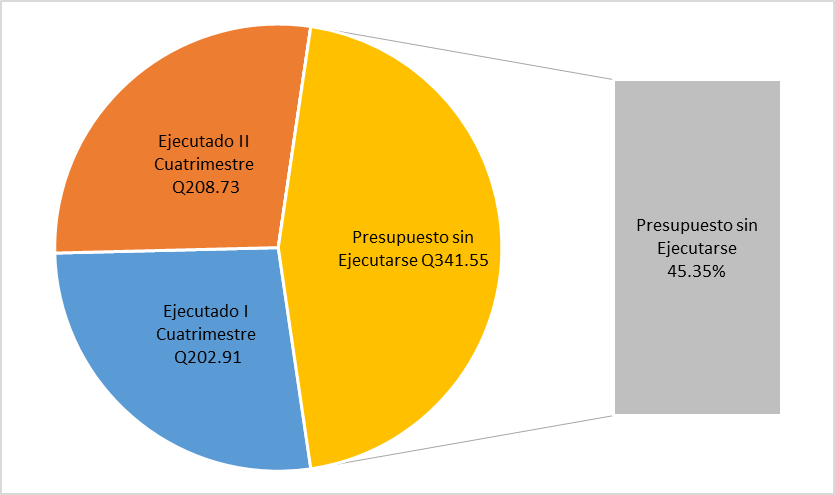 Ejecutado II
Cuatrimestre
Q208.73
Presupuesto sin
Ejecutarse Q341.55
Ejecutado I
Cuatrimestre
Q202.91
Presupuesto sin
Ejecutarse
45.35%